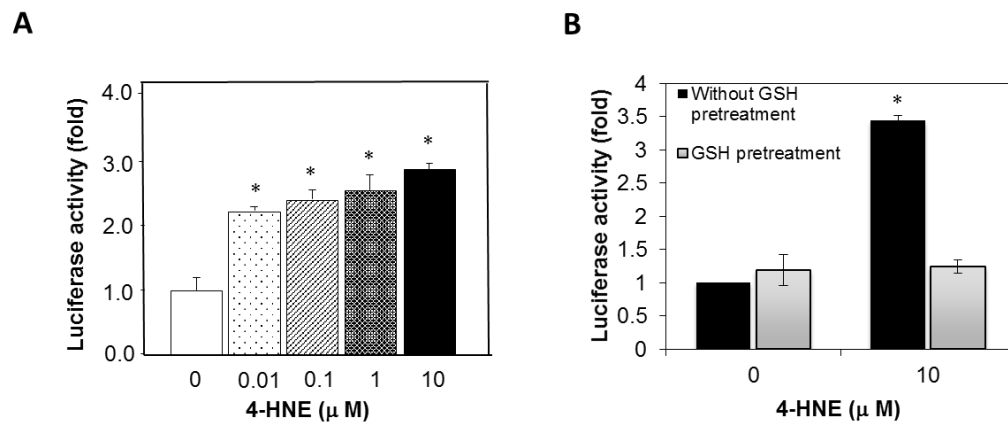 A
Luciferase activity (fold)
4.0
3.0
2.0
1.0
0.0
*
*
*
*
0
0.01
0.1
1
10
4-HNE (μ M)
B
Luciferase activity (fold)
4
3.5
3
2.5
2
1.5
1
0.5
0
Without GSH
pretreatment
GSH pretreatment
*
0
10
4-HNE (μ M)